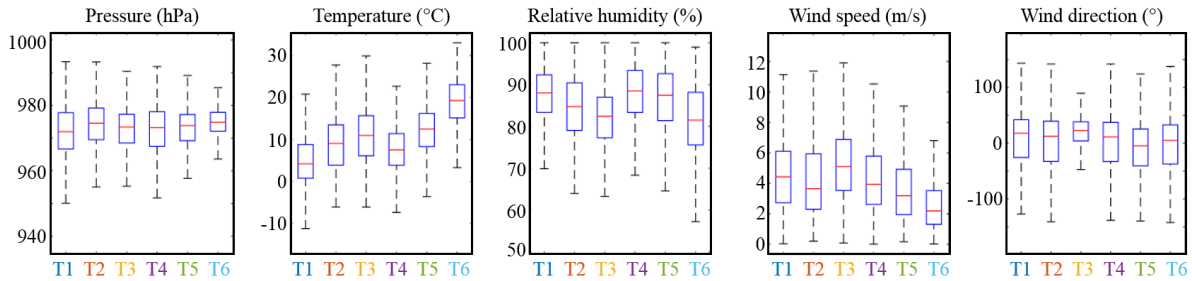 Pressure (hPa)
1000
980
960
940
T1 T2 T3 T4 T5 T6
Temperature (°C)
30
20
10
0
-10
T1 T2 T3 T4 T5 T6
Relative humidity (%)
100
90
80
70
60
50
T1 T2 T3 T4 T5 T6
Wind speed (m/s)
12
10
8
6
4
2
0
T1 T2 T3 T4 T5 T6
Wind direction (°)
100
0
-100
T1 T2 T3 T4 T5 T6